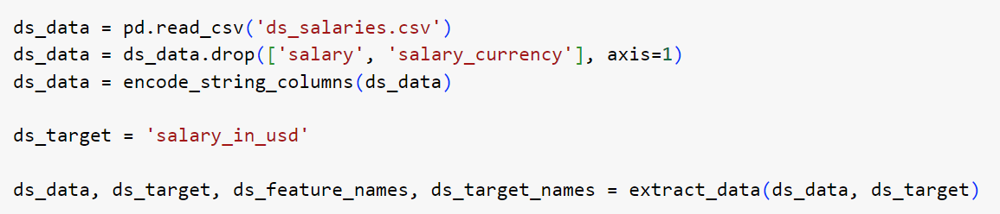 ds_data = pd.read_csv('ds_salaries.csv')
ds_data = ds_data.drop(['salary', 'salary_currency'], axis=1)
ds_data = encode_string_columns(ds_data)
ds_target = 'salary_in_usd'
ds_data, ds_target, ds_feature_names, ds_target_names = extract_data(ds_data, ds_target)